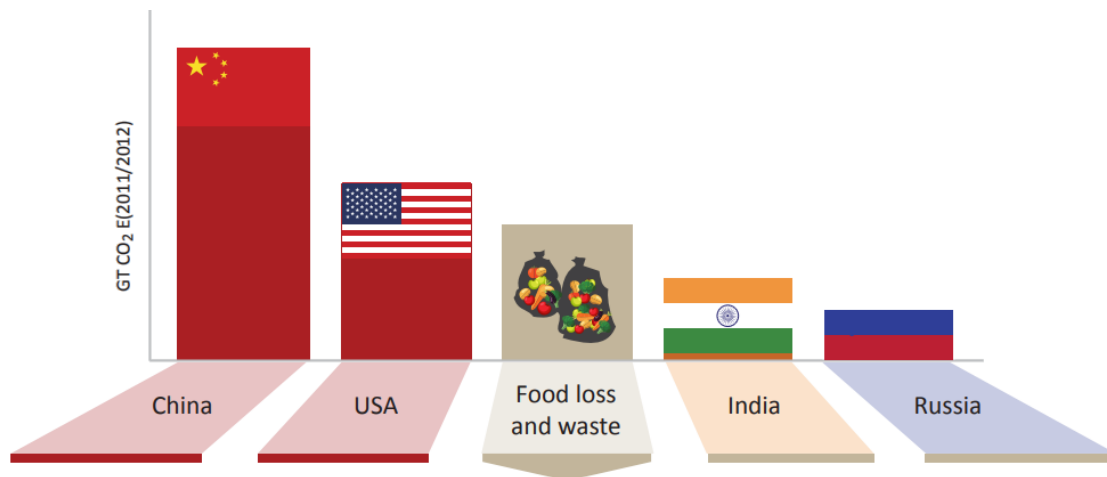 GT CO₂ E(2011/2012)
China
USA
Food loss
and waste
India
Russia